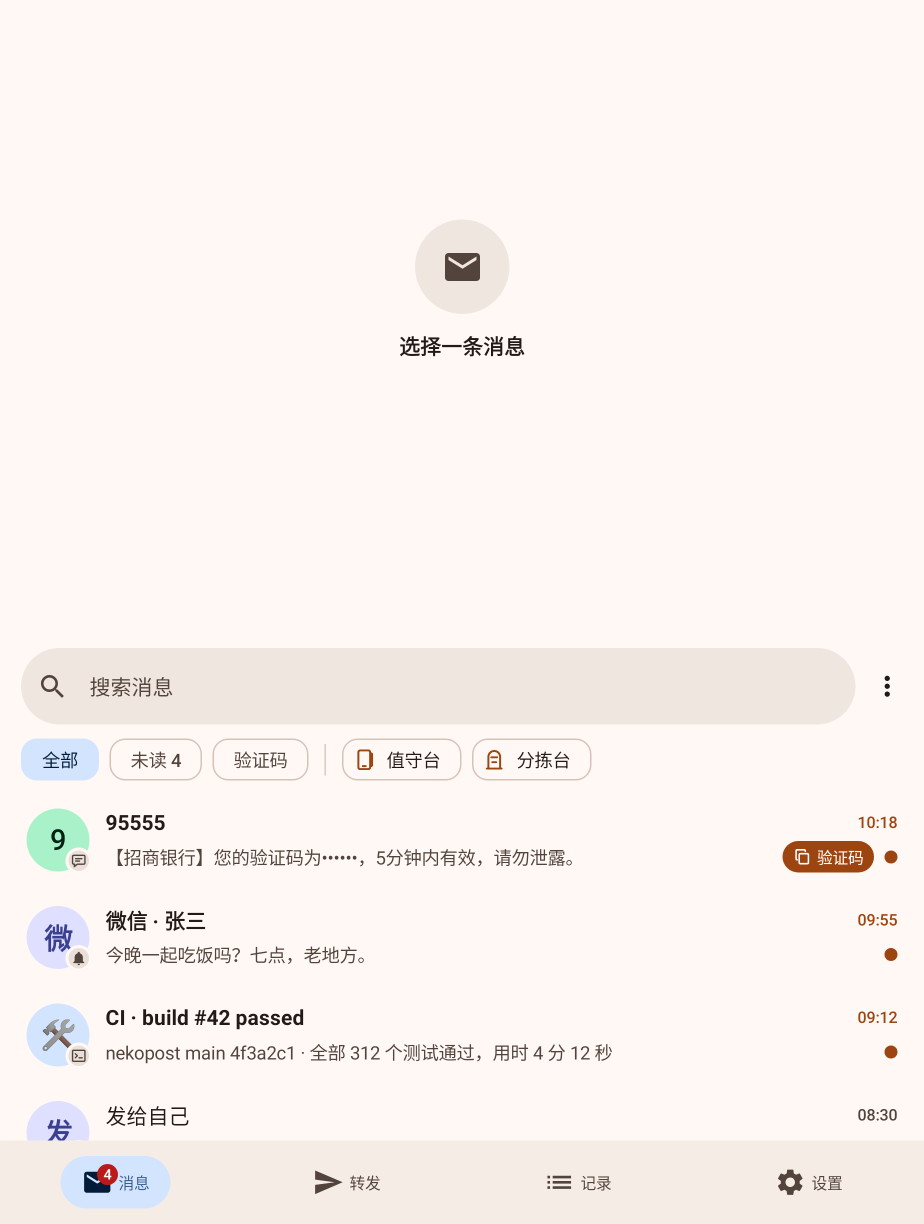 选择一条消息
搜索消息
全部
未读 4
验证码
值守台
分拣台
9
95555
10:18
【招商银行】您的验证码为••••••，5分钟内有效，请勿泄露。
验证码
微
微信 · 张三
09:55
今晚一起吃饭吗？七点，老地方。
CI · build #42 passed
09:12
nekopost main 4f3a2c1 · 全部 312 个测试通过，用时 4 分 12 秒
发
发给自己
08:30
4
消息
转发
记录
设置